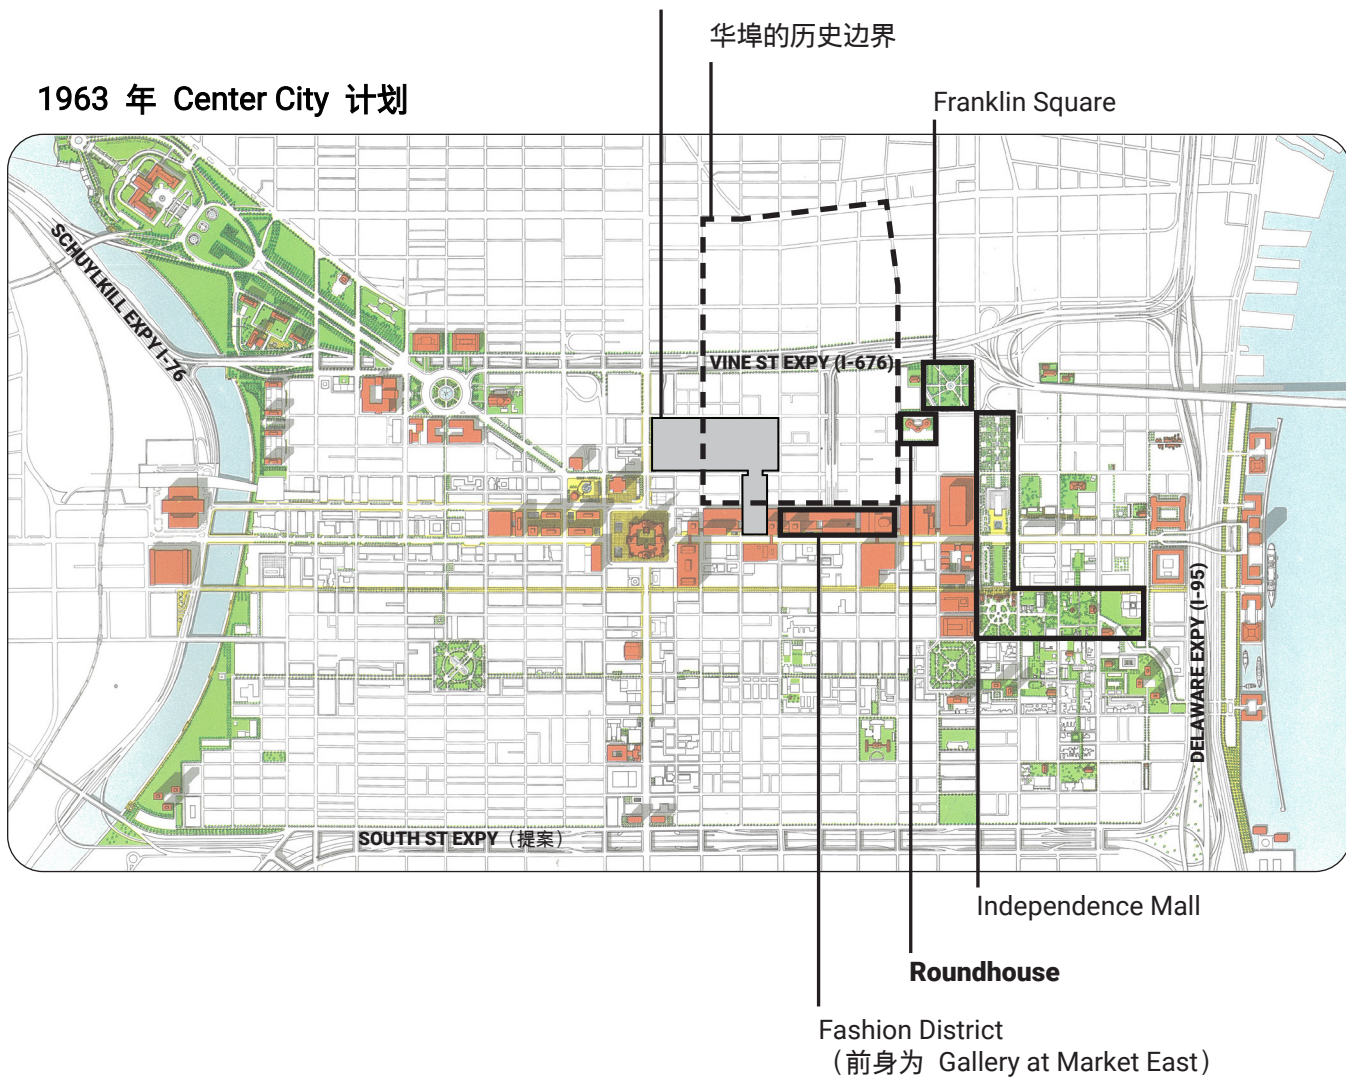 华埠的历史边界
1963 年 Center City 计划
Franklin Square
SCHUYLKILL EXPY I-76
VINE ST EXPY (I-676)
DELAWARE EXPY (I-95)
SOUTH ST EXPY（提案）
Independence Mall
Roundhouse
Fashion District
（前身为 Gallery at Market East）